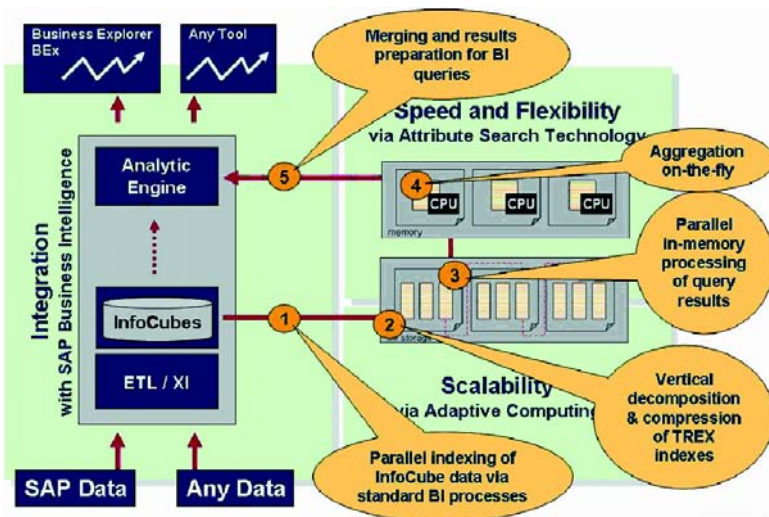 Business Explorer
BEx
Any Tool
Merging and results
preparation for BI
queries
Speed and Flexibility
via Attribute Search Technology
Analytic
Engine
5
4
CPU
CPU
CPU
memory
Aggregation
on-the-fly
Parallel
in-memory
processing
of query
results
3
Integration
with SAP Business Intelligence
InfoCubes
1
2
storage
ETL / XI
Scalability
via Adaptive Computing
Vertical
decomposition
& compression
of TREX
indexes
Parallel indexing of
InfoCube data via
standard BI processes
SAP Data
Any Data